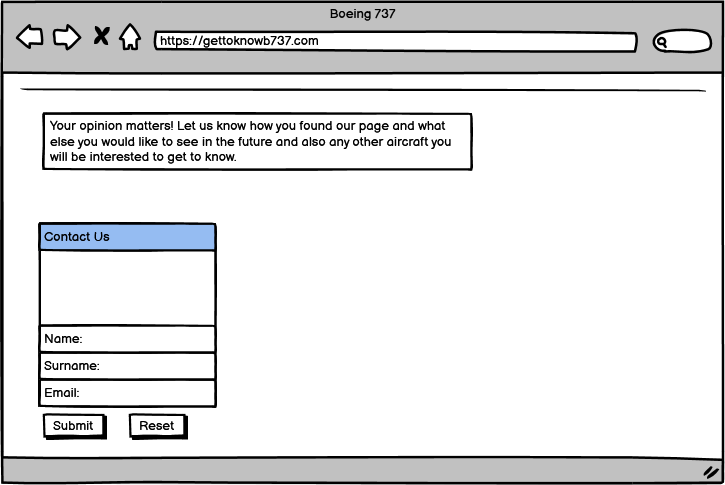 Boeing 737
https://gettoknowb737.com
Your opinion matters! Let us know how you found our page and what
else you would like to see in the future and also any other aircraft you
will be interested to get to know.
Contact Us
Name:
Surname:
Email:
Submit
Reset